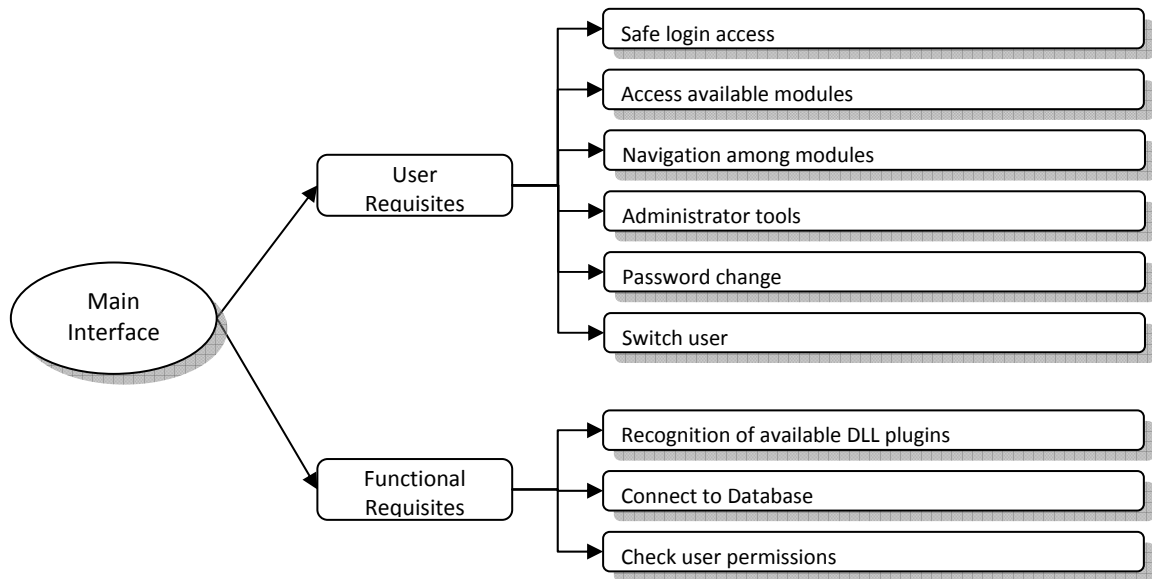 Main
Interface
User
Requisites
Safe login access
Access available modules
Navigation among modules
Administrator tools
Password change
Switch user
Functional
Requisites
Recognition of available DLL plugins
Connect to Database
Check user permissions